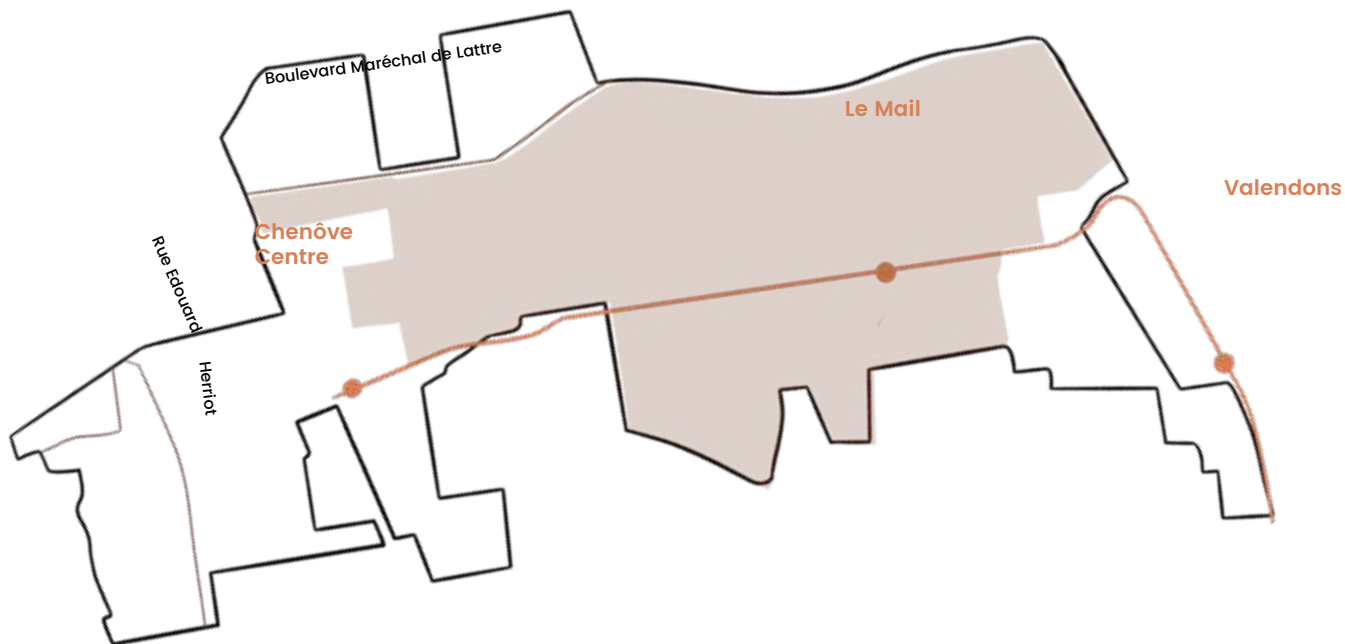 Boulevard Maréchal de Lattre
Le Mail
Valendons
Chenôve
Centre
Rue Edouard
Herriot